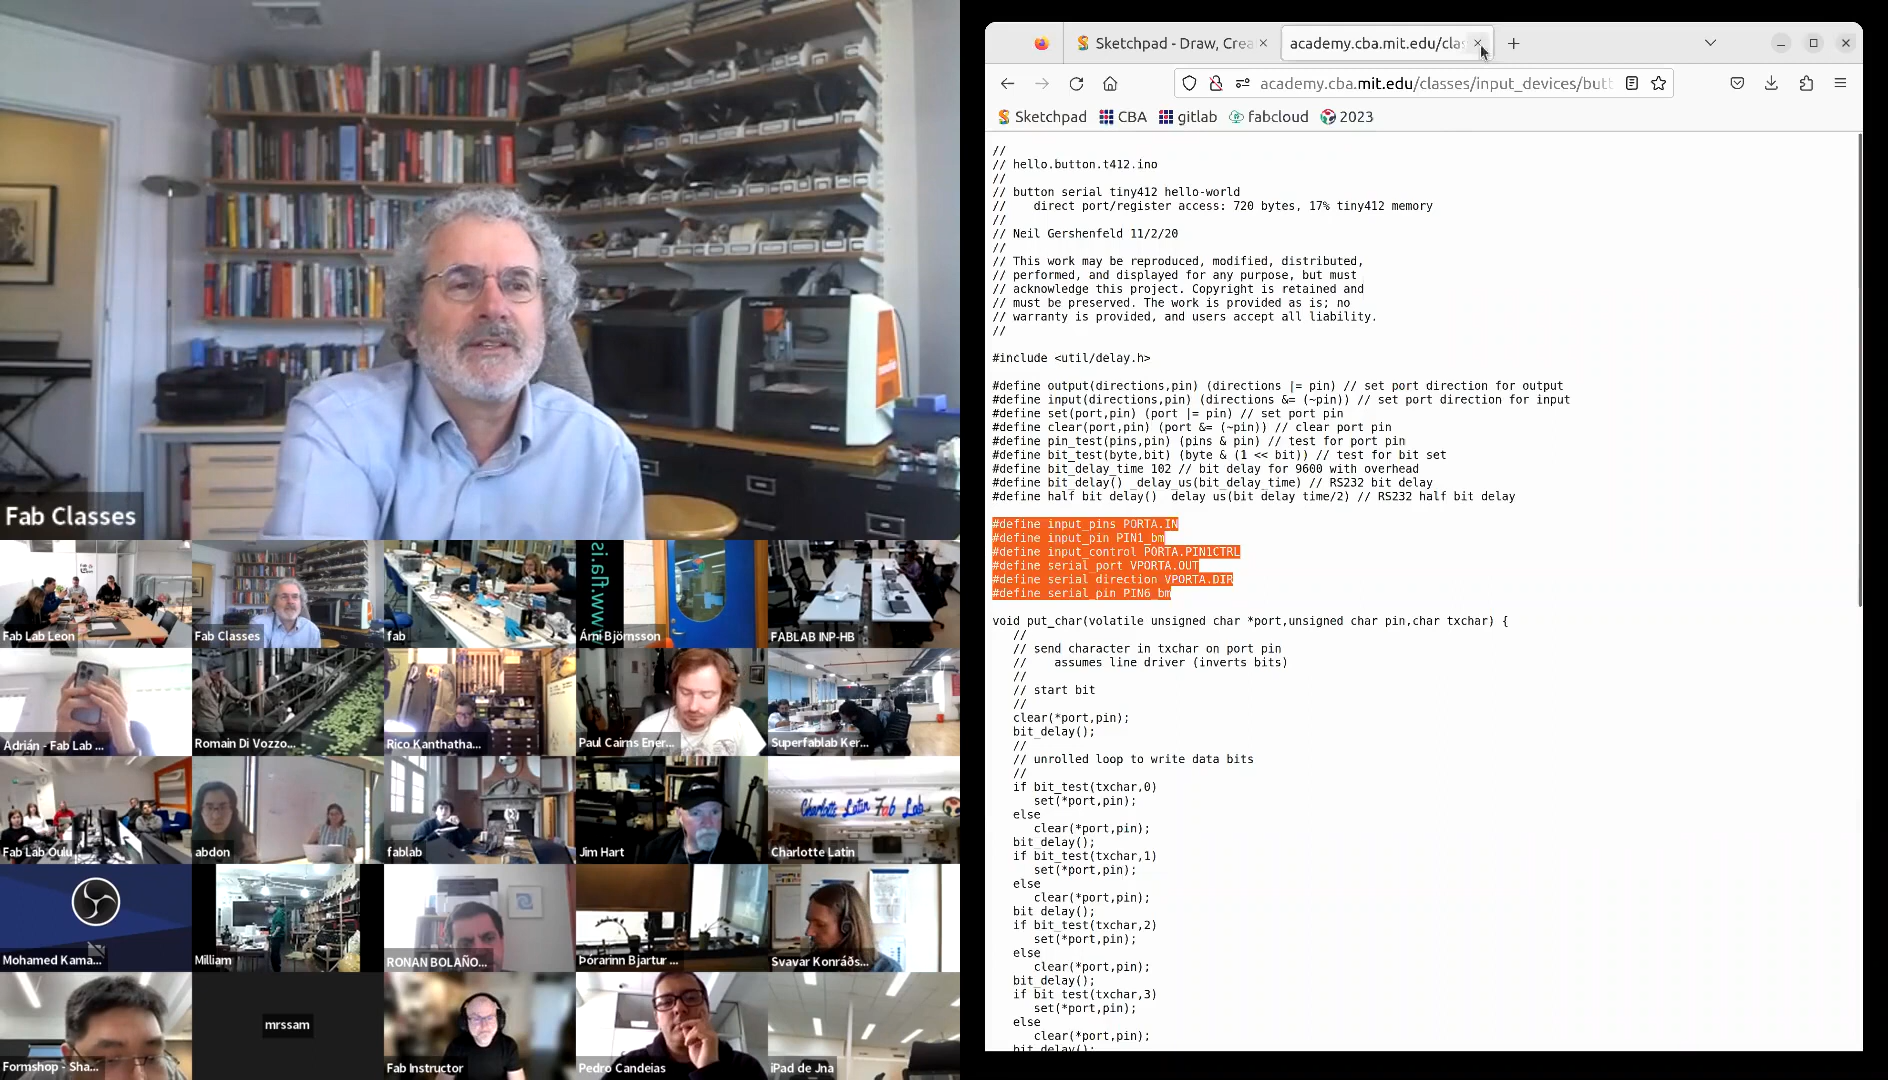 Fab Classes
Fab Lab Leon
Fab Classes
fab
www.alfa.si
Árni Björnsson
FABLAB INP-HB
Adrián - Fab Lab ...
Romain Di Vozzo...
Rico Kanthatha...
Paul Cairns Ener...
Superfablab Ker...
Fab Lab Oulu
abdon
fablab
Jim Hart
Charlotte Latin Fab Lab
Charlotte Latin
Mohamed Kama...
Milliam
RONAN BOLAÑO...
Þórarinn Bjartur ...
Svavar Konráðs...
Formshop - Sha...
mrssam
Fab Instructor
Pedro Candeias
iPad de Jna
Sketchpad - Draw, Crea
academy.cba.mit.edu/clas
academy.cba.mit.edu/classes/input_devices/butt
Sketchpad CBA gitlab fabcloud 2023
//
// hello.button.t412.ino
//
// button serial tiny412 hello-world
//    direct port/register access: 720 bytes, 17% tiny412 memory
//
// Neil Gershenfeld 11/2/20
//
// This work may be reproduced, modified, distributed,
// performed, and displayed for any purpose, but must
// acknowledge this project. Copyright is retained and
// must be preserved. The work is provided as is; no
// warranty is provided, and users accept all liability.
//
#include <util/delay.h>
#define output(directions,pin) (directions |= pin) // set port direction for output
#define input(directions,pin) (directions &= (~pin)) // set port direction for input
#define set(port,pin) (port |= pin) // set port pin
#define clear(port,pin) (port &= (~pin)) // clear port pin
#define pin_test(pins,pin) (pins & pin) // test for port pin
#define bit_test(byte,bit) (byte & (1 << bit)) // test for bit set
#define bit_delay_time 102 // bit delay for 9600 with overhead
#define bit_delay() _delay_us(bit_delay_time) // RS232 bit delay
#define half_bit_delay() _delay_us(bit_delay_time/2) // RS232 half bit delay
#define input_pins PORTA.IN
#define input_pin PIN1_bm
#define input_control PORTA.PIN1CTRL
#define serial_port VPORTA.OUT
#define serial_direction VPORTA.DIR
#define serial_pin PIN6_bm
void put_char(volatile unsigned char *port,unsigned char pin,char txchar) {
   //
   // send character in txchar on port pin
   //    assumes line driver (inverts bits)
   //
   // start bit
   //
   clear(*port,pin);
   bit_delay();
   //
   // unrolled loop to write data bits
   //
   if bit_test(txchar,0)
      set(*port,pin);
   else
      clear(*port,pin);
   bit_delay();
   if bit_test(txchar,1)
      set(*port,pin);
   else
      clear(*port,pin);
   bit_delay();
   if bit_test(txchar,2)
      set(*port,pin);
   else
      clear(*port,pin);
   bit_delay();
   if bit_test(txchar,3)
      set(*port,pin);
   else
      clear(*port,pin);
   bit_delay();